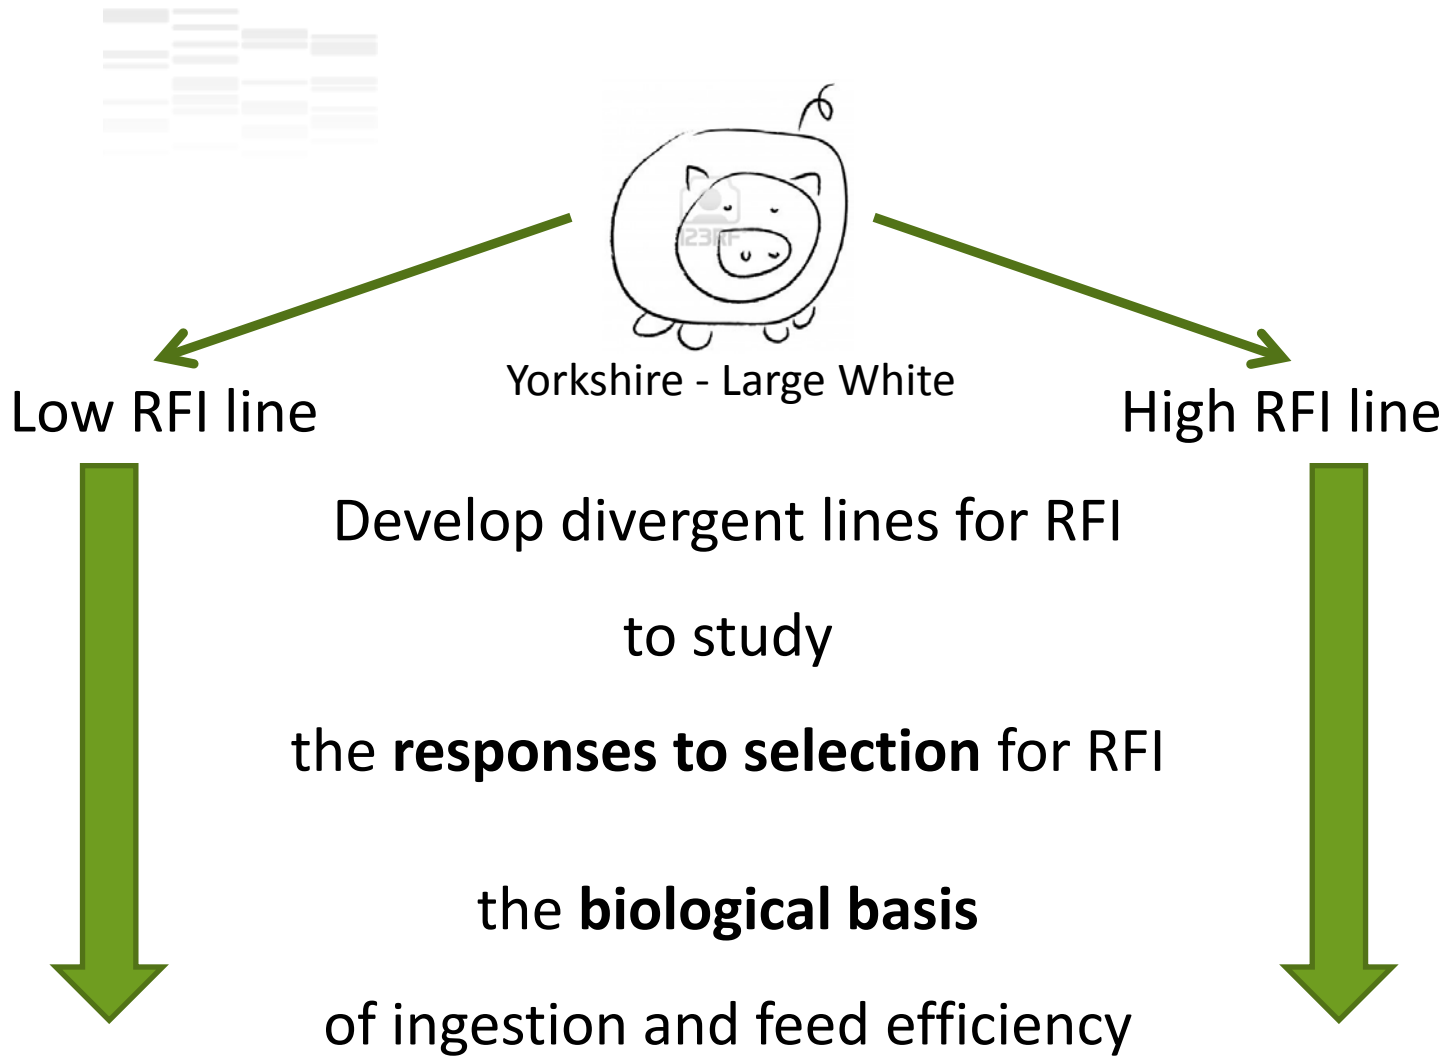 123RF
Yorkshire - Large White
Low RFI line
High RFI line
Develop divergent lines for RFI
to study
the responses to selection for RFI
the biological basis
of ingestion and feed efficiency